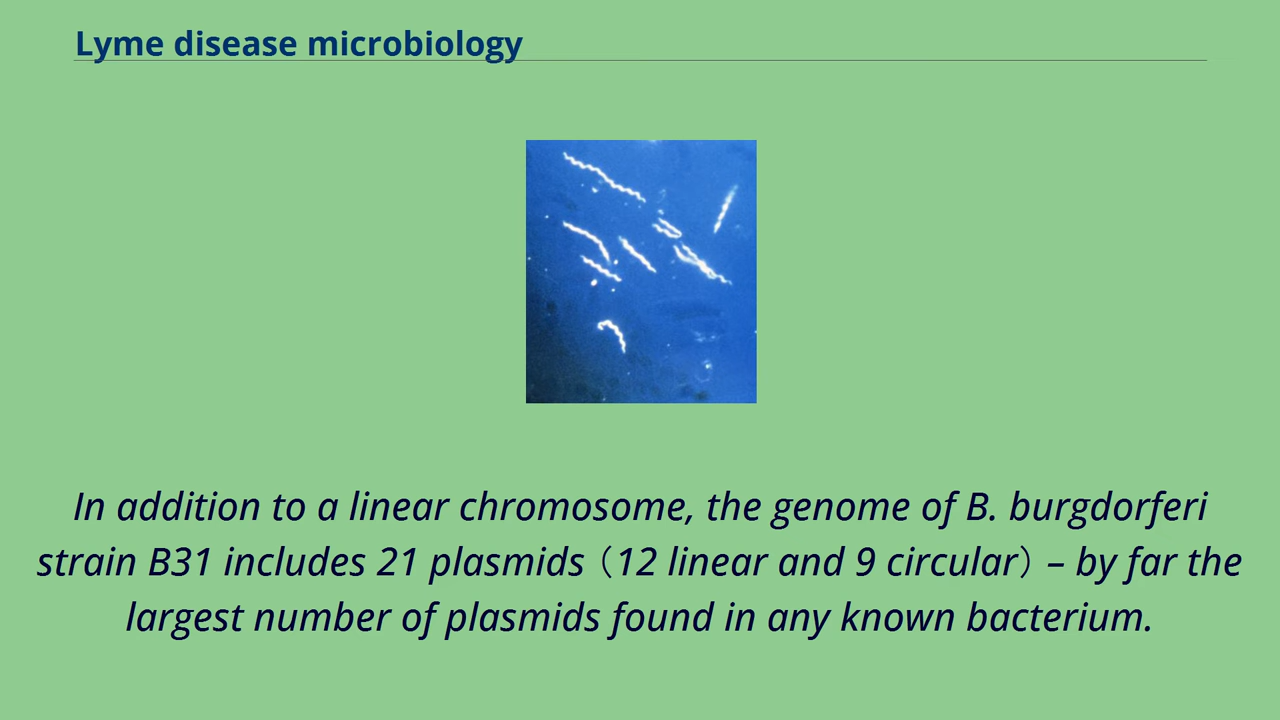 Lyme disease microbiology
In addition to a linear chromosome, the genome of B. burgdorferi
strain B31 includes 21 plasmids（12 linear and 9 circular）– by far the
largest number of plasmids found in any known bacterium.